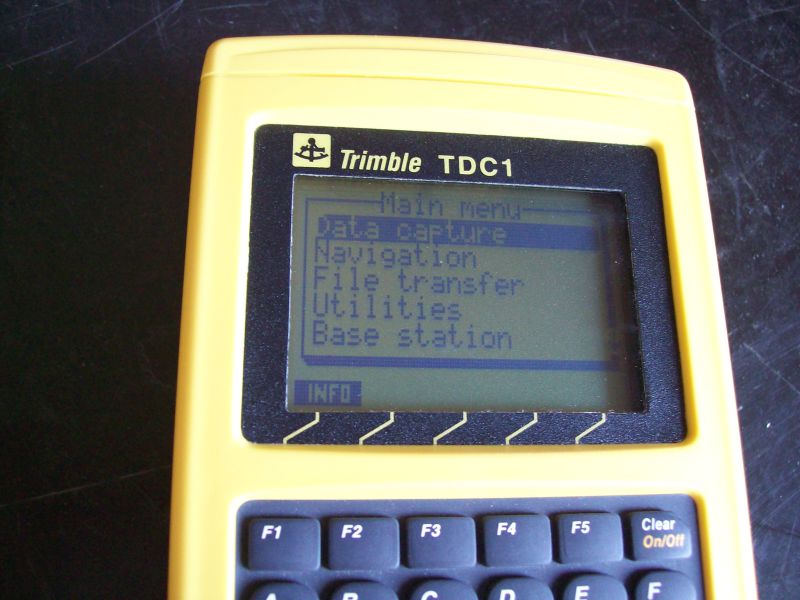 Trimble TDC1
Main menu
Data capture
Navigation
File transfer
Utilities
Base station
INFO
F1 F2 F3 F4 F5 Clear
On/Off
A B C D E F